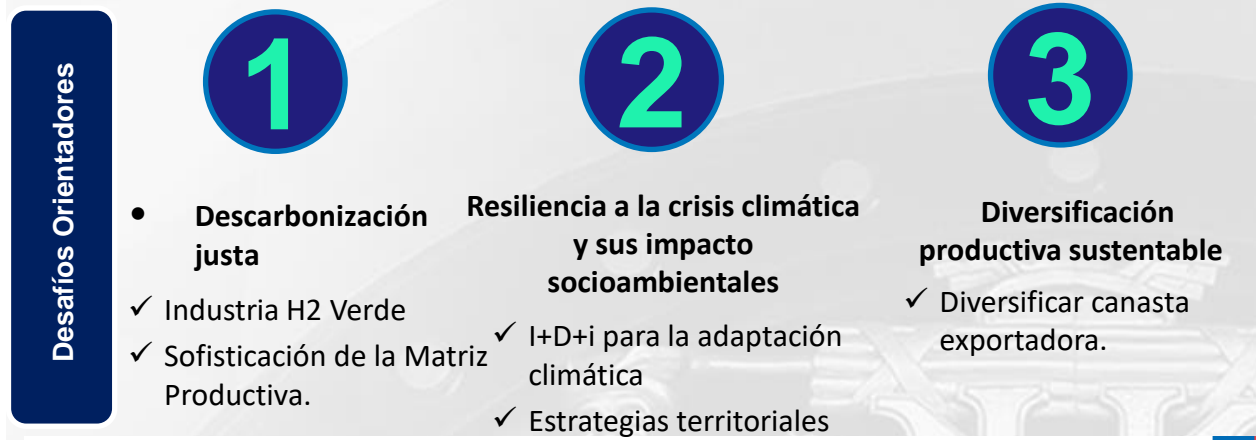 Desafíos Orientadores
1
• Descarbonización
justa
✓ Industria H2 Verde
✓ Sofisticación de la Matriz
Productiva.
2
Resiliencia a la crisis climática
y sus impacto
socioambientales
✓ I+D+i para la adaptación
climática
✓ Estrategias territoriales
3
Diversificación
productiva sustentable
✓ Diversificar canasta
exportadora.